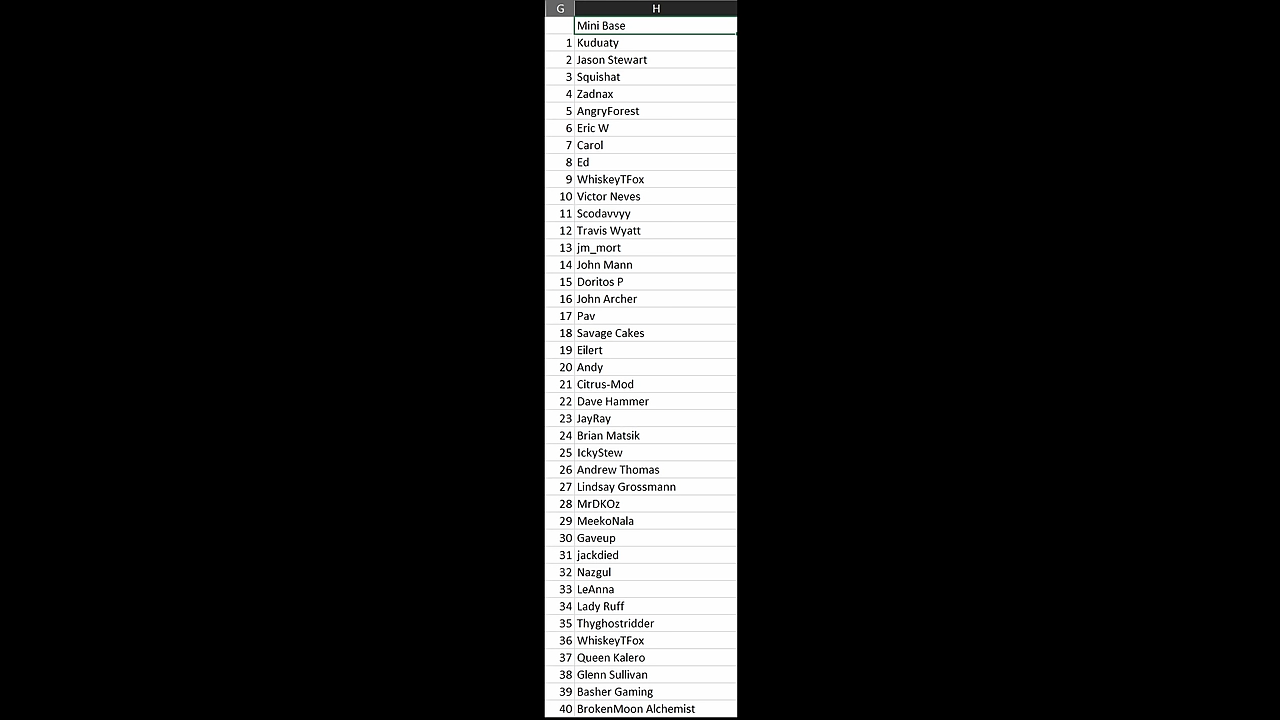 G H
Mini Base
1 Kuduaty
2 Jason Stewart
3 Squishat
4 Zadnax
5 AngryForest
6 Eric W
7 Carol
8 Ed
9 WhiskeyTFox
10 Victor Neves
11 Scodavvyy
12 Travis Wyatt
13 jm_mort
14 John Mann
15 Doritos P
16 John Archer
17 Pav
18 Savage Cakes
19 Eilert
20 Andy
21 Citrus-Mod
22 Dave Hammer
23 JayRay
24 Brian Matsik
25 IckyStew
26 Andrew Thomas
27 Lindsay Grossmann
28 MrDKOz
29 MeekoNala
30 Gaveup
31 jackdied
32 Nazgul
33 LeAnna
34 Lady Ruff
35 Thyghostridder
36 WhiskeyTFox
37 Queen Kalero
38 Glenn Sullivan
39 Basher Gaming
40 BrokenMoon Alchemist